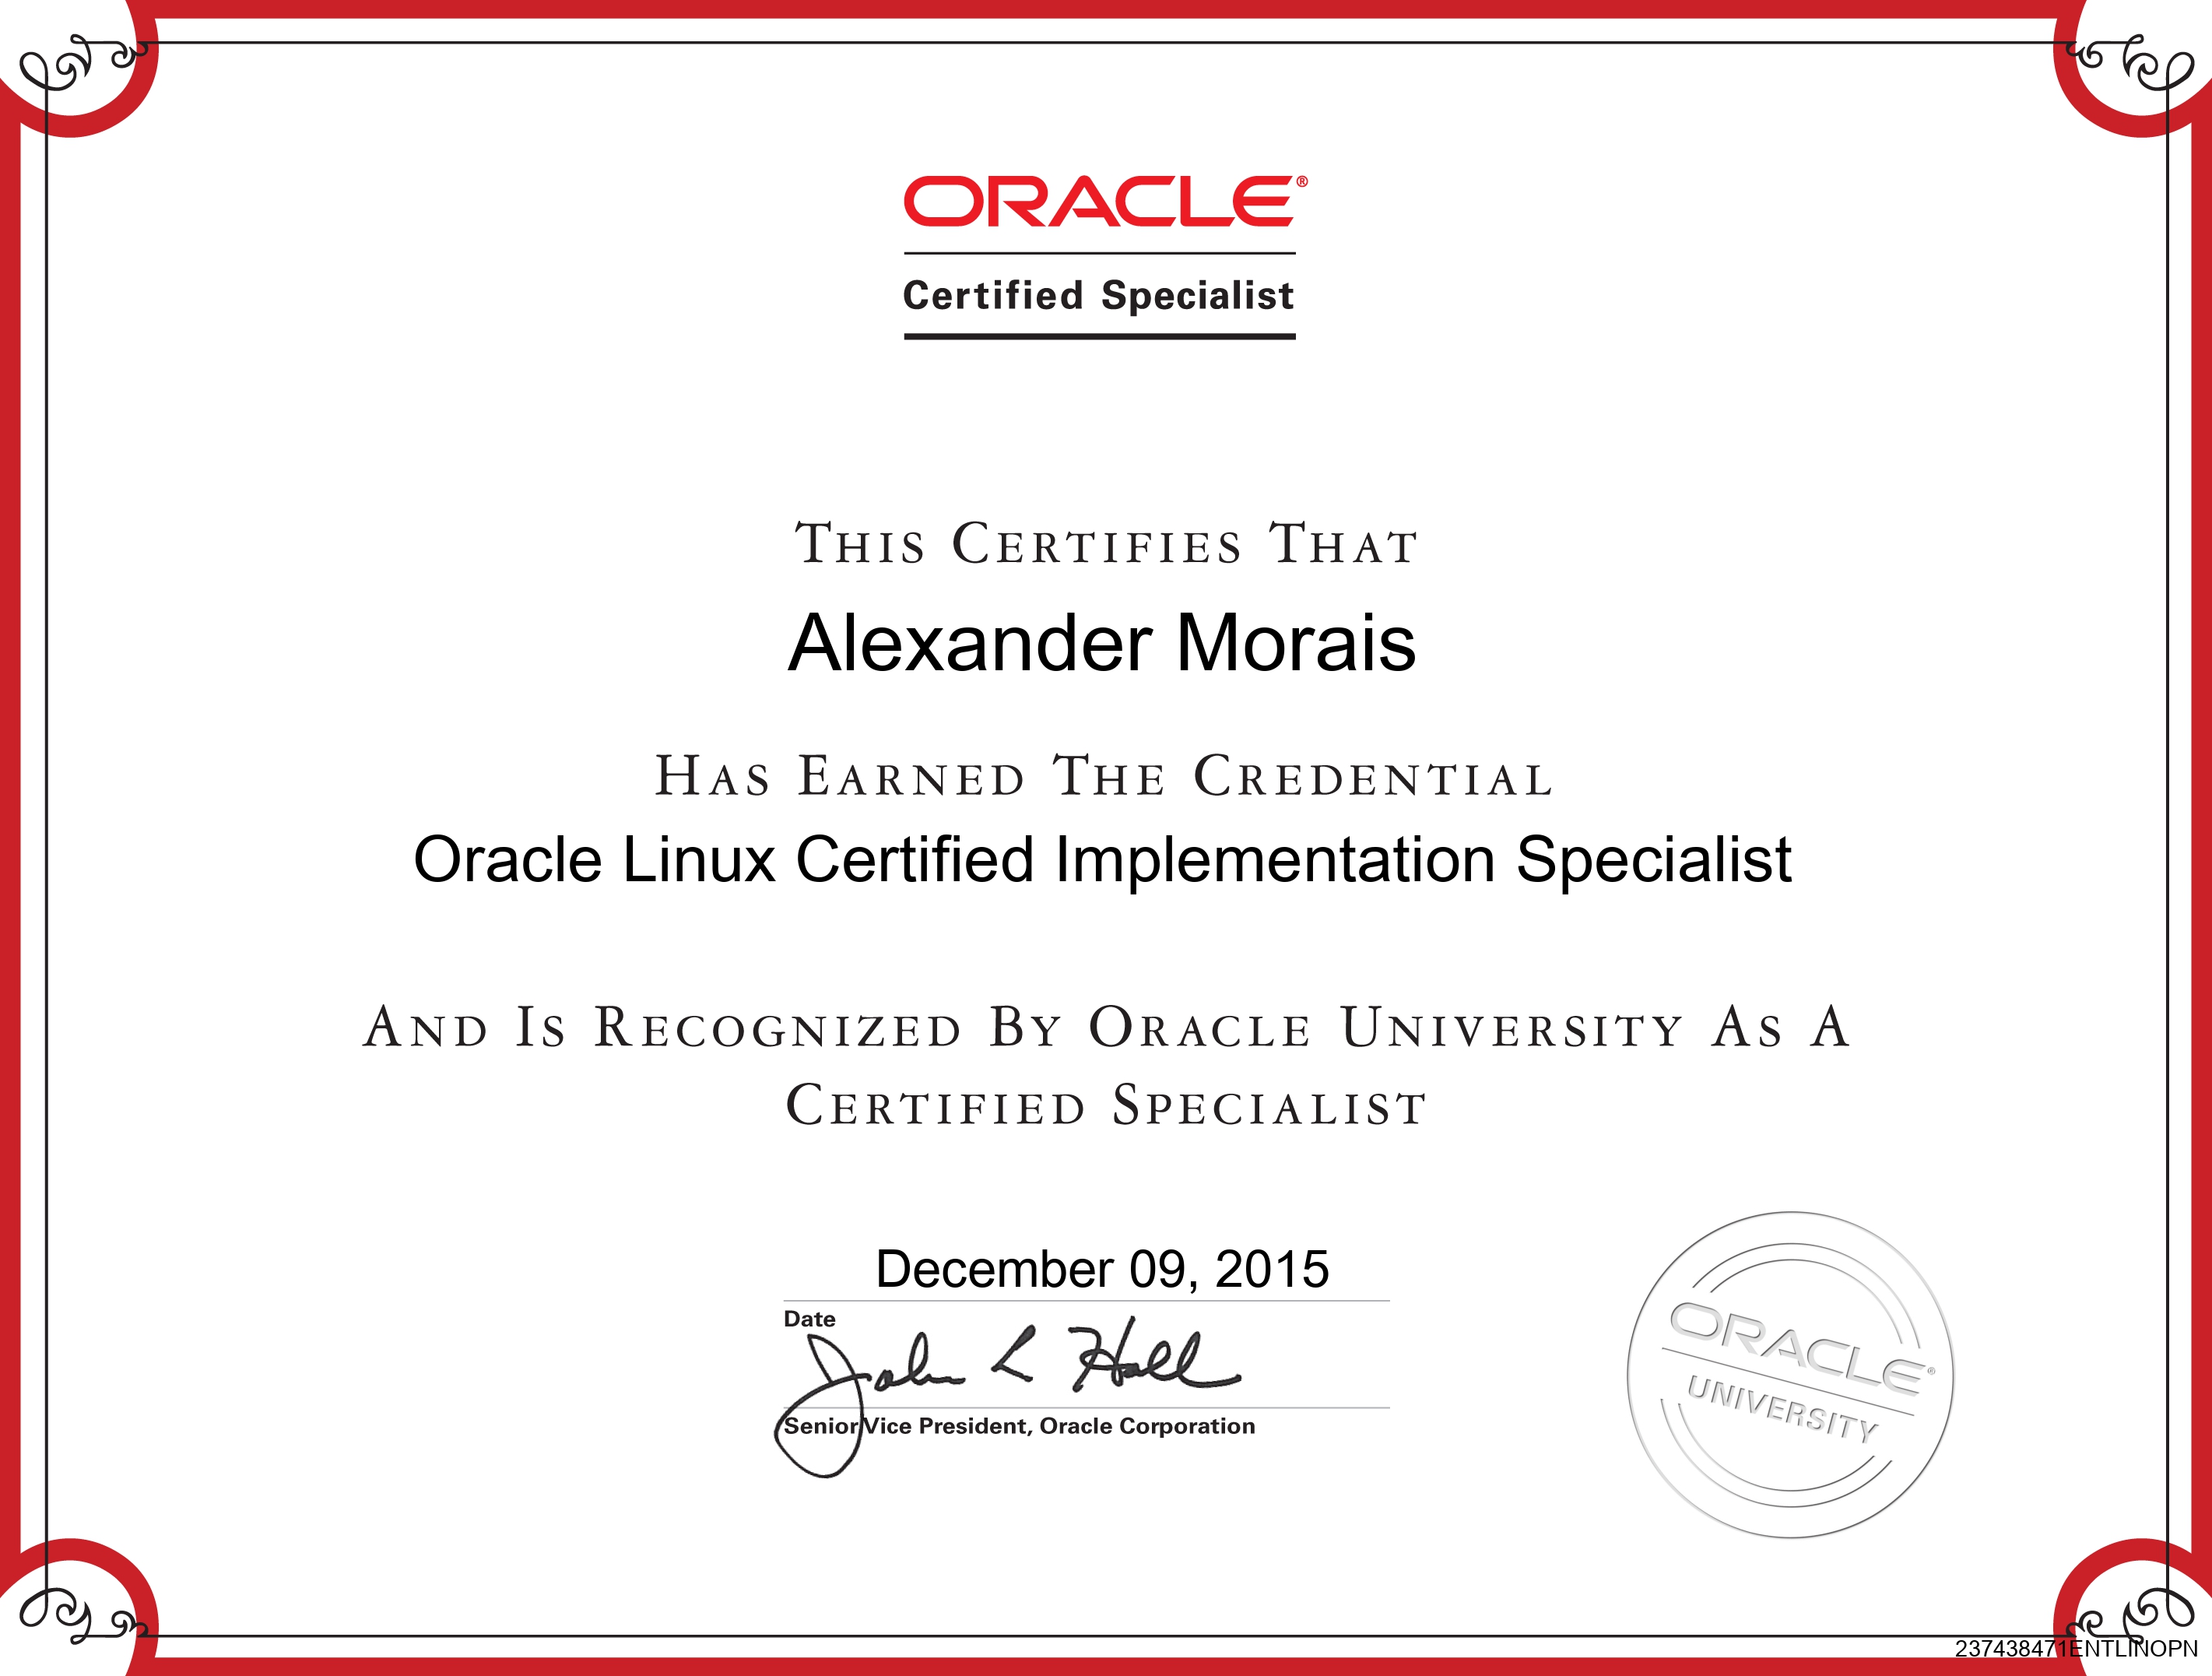 ORACLE®
Certified Specialist
THIS CERTIFIES THAT
Alexander Morais
HAS EARNED THE CREDENTIAL
Oracle Linux Certified Implementation Specialist
AND IS RECOGNIZED BY ORACLE UNIVERSITY AS A
CERTIFIED SPECIALIST
December 09, 2015
Date
John L Hall
Senior Vice President, Oracle Corporation
ORACLE®
UNIVERSITY
237438471ENTLINOPN